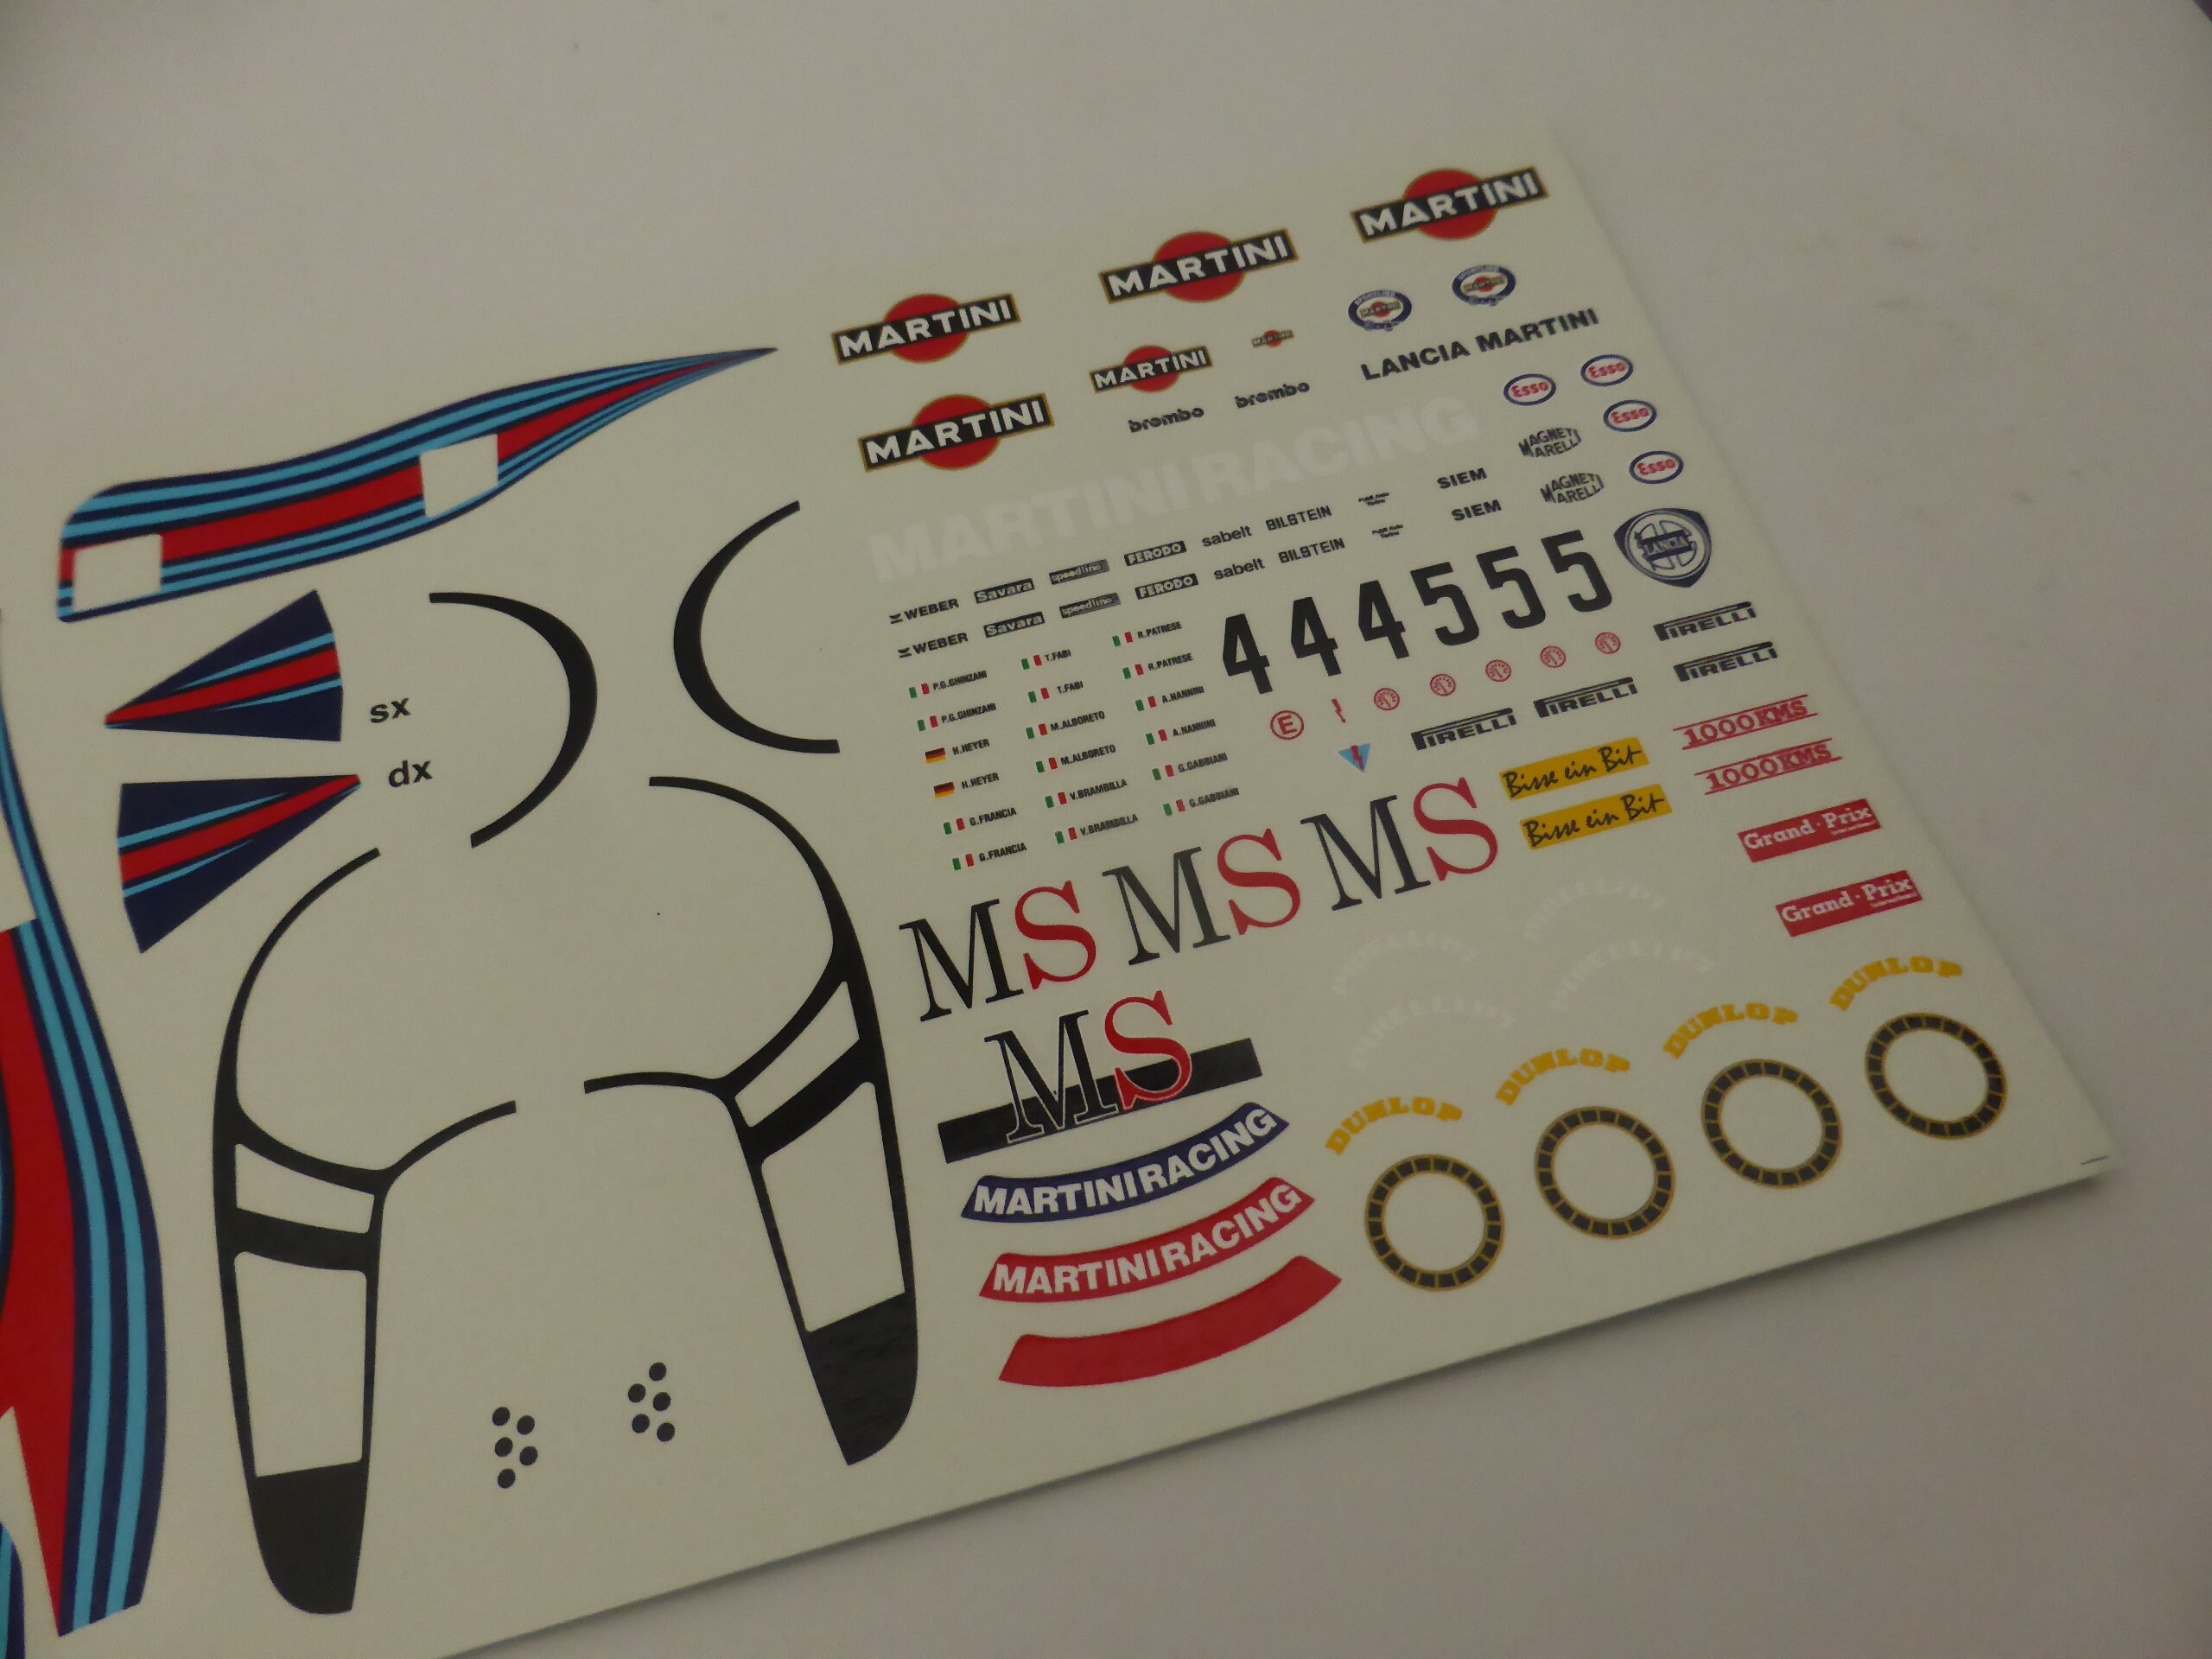 MARTINI
MARTINI
MARTINI
MARTINI
MARTINI
MARTINI
MARTINI
MARTINI
LANCIA MARTINI
brembo
brembo
Esso
Esso
Esso
Esso
MARTINI RACING
MAGNETI MARELLI
MAGNETI MARELLI
SIEM
SIEM
WEBER
Savara
speedline
FERODO
sabelt
BILSTEIN
WEBER
Savara
speedline
FERODO
sabelt
BILSTEIN
LANCIA
4 4 4 5 5 5
P.G.GHINZANI
T.FABI
R.PATRESE
P.G.GHINZANI
T.FABI
R.PATRESE
H.HEYER
M.ALBORETO
A.NANNINI
H.HEYER
M.ALBORETO
A.NANNINI
G.FRANCIA
V.BRAMBILLA
G.GABBIANI
G.FRANCIA
V.BRAMBILLA
G.GABBIANI
E
PIRELLI
PIRELLI
PIRELLI
PIRELLI
1000KMS
1000KMS
Bisse ein Bit
Bisse ein Bit
Grand·Prix
Grand·Prix
sx
dx
MS
MS
MS
MS
DUNLOP
DUNLOP
DUNLOP
DUNLOP
MARTINI RACING
MARTINI RACING